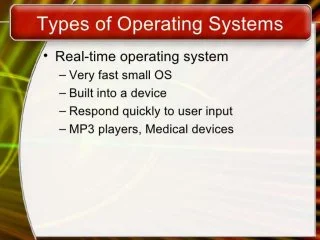 Types of Operating Systems
• Real-time operating system
– Very fast small OS
– Built into a device
– Respond quickly to user input
– MP3 players, Medical devices